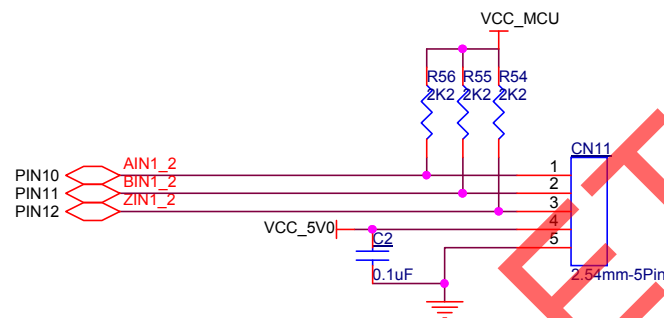 VCC_MCU
R56 R55 R54
2K2 2K2 2K2
CN11
PIN10 AIN1_2 1
PIN11 BIN1_2 2
PIN12 ZIN1_2 3
VCC_5V0 4
C2 5
0.1uF 2.54mm-5Pin